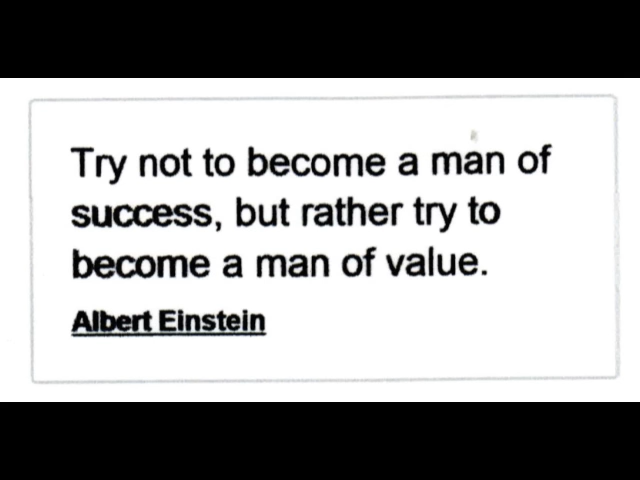 Try not to become a man of
success, but rather try to
become a man of value.
Albert Einstein